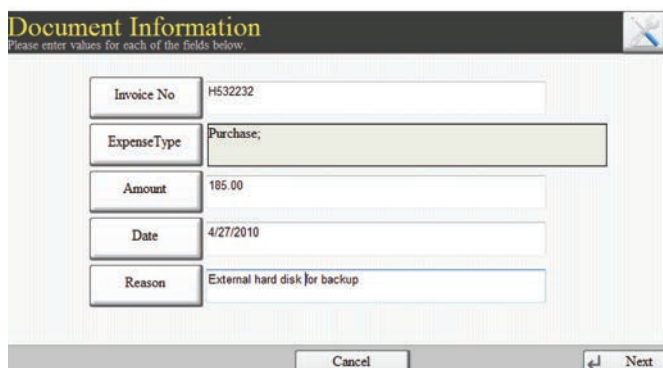 Document Information
Please enter values for each of the fields below.
Invoice No H532232
ExpenseType Purchase;
Amount 185.00
Date 4/27/2010
Reason External hard disk for backup
Cancel Next